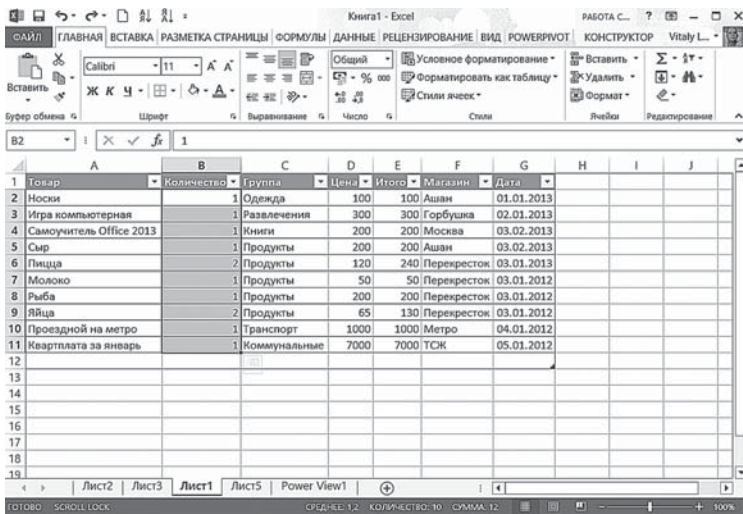 Книга1 - Excel
РАБОТА С...
ФАЙЛ ГЛАВНАЯ ВСТАВКА РАЗМЕТКА СТРАНИЦЫ ФОРМУЛЫ ДАННЫЕ РЕЦЕНЗИРОВАНИЕ ВИД POWERPIVOT КОНСТРУКТОР Vitaly L...
Calibri 11 A A Общий Условное форматирование Вставить
Вставить Ж К Ч % 000 Форматировать как таблицу Удалить
Стили ячеек Формат
Буфер обмена Шрифт Выравнивание Число Стили Ячейки Редактирование
B2 fx 1
A B C D E F G H I J
1 Товар Количество Группа Цена Итого Магазин Дата
2 Носки 1 Одежда 100 100 Ашан 01.01.2013
3 Игра компьютерная 1 Развлечения 300 300 Горбушка 02.01.2013
4 Самоучитель Office 2013 1 Книги 200 200 Москва 03.02.2013
5 Сыр 1 Продукты 200 200 Ашан 03.02.2013
6 Пицца 2 Продукты 120 240 Перекресток 03.01.2013
7 Молоко 1 Продукты 50 50 Перекресток 03.01.2012
8 Рыба 1 Продукты 200 200 Перекресток 03.01.2012
9 Яйца 2 Продукты 65 130 Перекресток 03.01.2012
10 Проездной на метро 1 Транспорт 1000 1000 Метро 04.01.2012
11 Квартплата за январь 1 Коммунальные 7000 7000 ТСЖ 05.01.2012
12
13
14
15
16
17
18
19
Лист2 Лист3 Лист1 Лист5 Power View1
ГОТОВО SCROLL LOCK СРЕДНЕЕ: 1,2 КОЛИЧЕСТВО: 10 СУММА: 12 100%